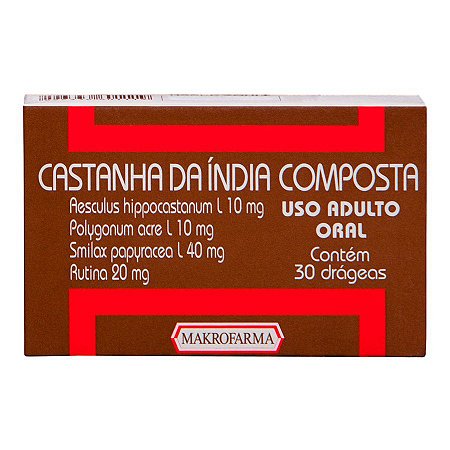 CASTANHA DA ÍNDIA COMPOSTA
Aesculus hippocastanum L 10 mg
Polygonum acre L 10 mg
Smilax papyracea L 40 mg
Rutina 20 mg
USO ADULTO
ORAL
Contém
30 drágeas
MAKROFARMA